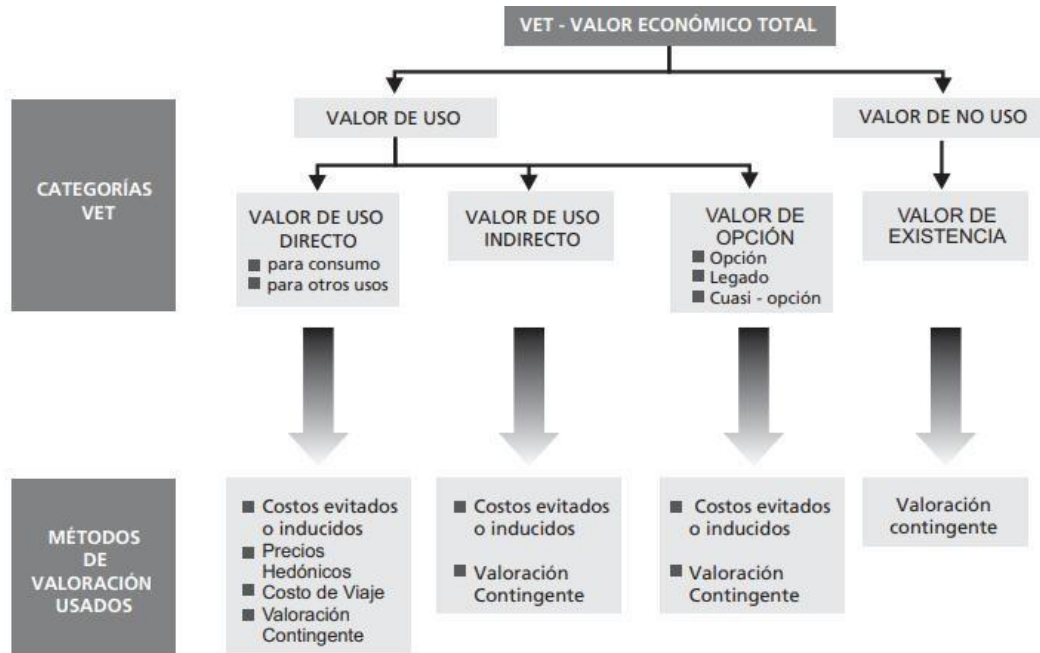 VET - VALOR ECONÓMICO TOTAL
VALOR DE USO
VALOR DE NO USO
CATEGORÍAS
VET
VALOR DE USO
DIRECTO
para consumo
para otros usos
VALOR DE USO
INDIRECTO
VALOR DE
OPCIÓN
Opción
Legado
Cuasi - opción
VALOR DE
EXISTENCIA
MÉTODOS
DE
VALORACIÓN
USADOS
Costos evitados
o inducidos
Precios
Hedónicos
Costo de Viaje
Valoración
Contingente
Costos evitados
o inducidos
Valoración
Contingente
Costos evitados
o inducidos
Valoración
Contingente
Valoración
contingente